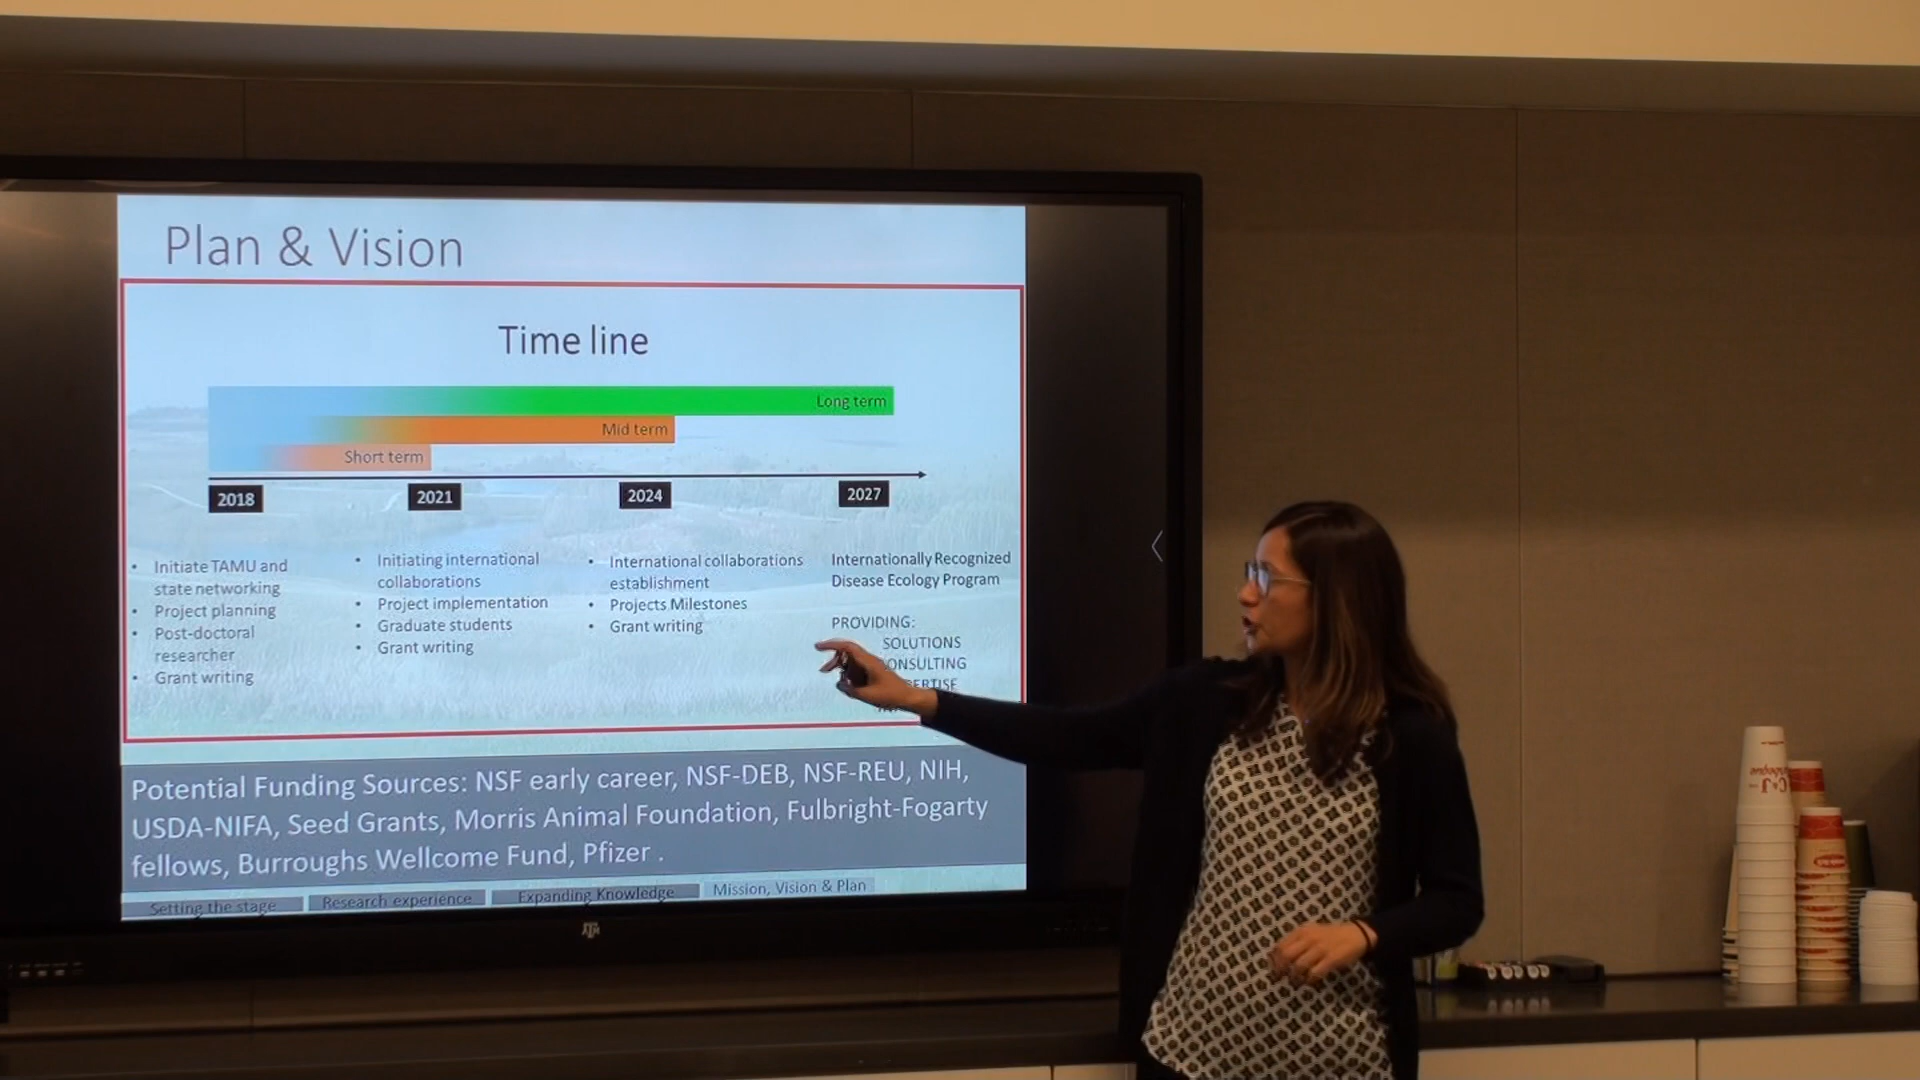 Plan & Vision
Time line
Long term
Mid term
Short term
2018
2021
2024
2027
• Initiate TAMU and
state networking
• Project planning
• Post-doctoral
researcher
• Grant writing
• Initiating international
collaborations
• Project implementation
• Graduate students
• Grant writing
• International collaborations
establishment
• Projects Milestones
• Grant writing
Internationally Recognized
Disease Ecology Program
PROVIDING:
SOLUTIONS
ONSULTING
ERTISE
Potential Funding Sources: NSF early career, NSF-DEB, NSF-REU, NIH,
USDA-NIFA, Seed Grants, Morris Animal Foundation, Fulbright-Fogarty
fellows, Burroughs Wellcome Fund, Pfizer .
Setting the stage
Research experience
Expanding Knowledge
Mission, Vision & Plan
ATM